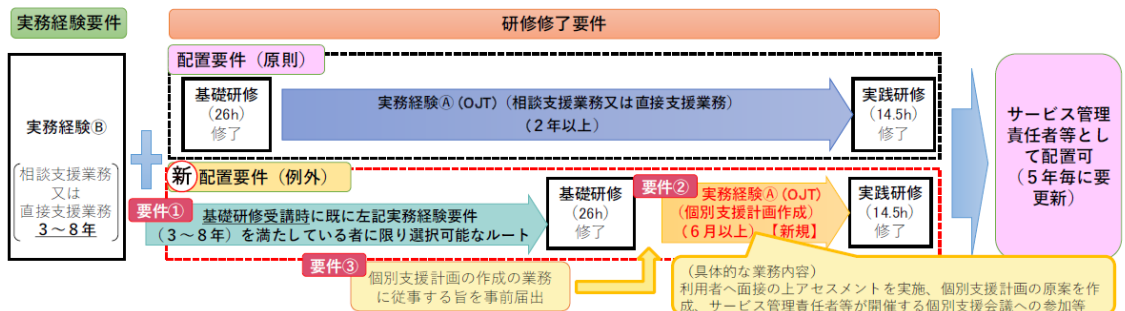 実務経験要件
研修修了要件
配置要件（原則）
実務経験Ⓑ
相談支援業務
又は
直接支援業務
３～８年
基礎研修
（26h）
修了
実務経験Ⓐ（OJT）（相談支援業務又は直接支援業務）
（２年以上）
実践研修
（14.5h）
修了
サービス管理
責任者等とし
て配置可
（５年毎に要
更新）
新 配置要件（例外）
要件①
基礎研修受講時に既に左記実務経験要件
（３～８年）を満たしている者に限り選択可能なルート
基礎研修
（26h）
修了
要件②
実務経験Ⓐ（OJT）
（個別支援計画作成）
（６月以上）【新規】
実践研修
（14.5h）
修了
要件③
個別支援計画の作成の業務
に従事する旨を事前届出
（具体的な業務内容）
利用者へ面接の上アセスメントを実施、個別支援計画の原案を作
成、サービス管理責任者等が開催する個別支援会議への参加等